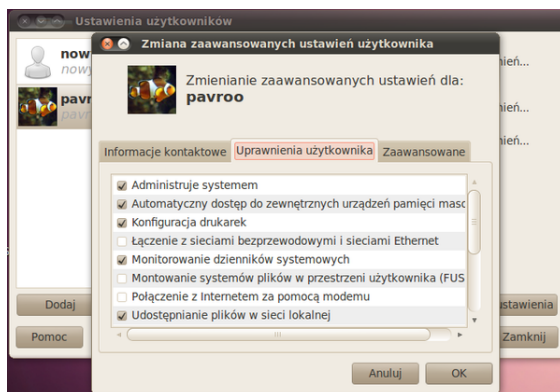 Ustawienia użytkowników
Zmiana zaawansowanych ustawień użytkownika
now
nowy
pavr
pavr
Zmienianie zaawansowanych ustawień dla:
pavroo
Informacje kontaktowe
Uprawnienia użytkownika
Zaawansowane
Administruje systemem
Automatyczny dostęp do zewnętrznych urządzeń pamięci maso
Konfiguracja drukarek
Łączenie z sieciami bezprzewodowymi i sieciami Ethernet
Monitorowanie dzienników systemowych
Montowanie systemów plików w przestrzeni użytkownika (FUS
Połączenie z Internetem za pomocą modemu
Udostępnianie plików w sieci lokalnej
ień...
ień...
ień...
Dodaj
ustawienia
Pomoc
Zamknij
Anuluj
OK